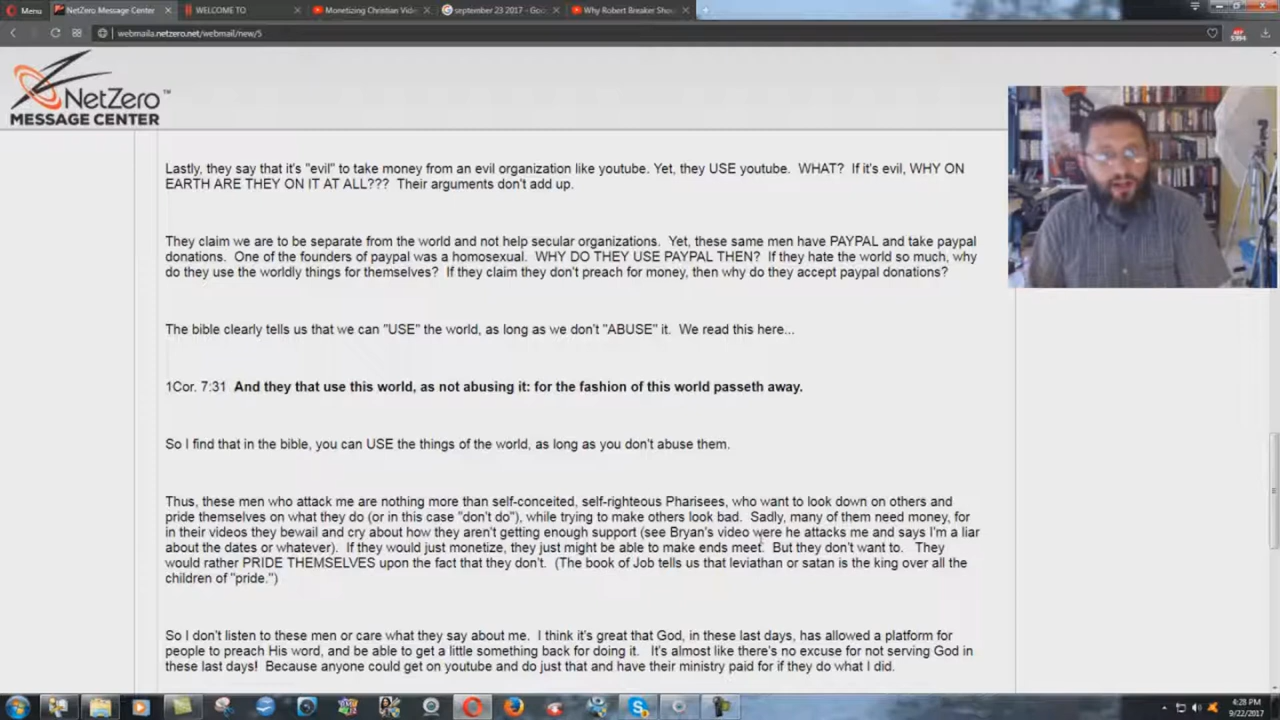 Menu
NetZero Message Center
WELCOME TO
Monetizing Christian Vide
september 23 2017 - Goo
Why Robert Breaker Shou
webmaila.netzero.net/webmail/new/5
NetZero™
MESSAGE CENTER
Lastly, they say that it's "evil" to take money from an evil organization like youtube. Yet, they USE youtube. WHAT? If it's evil, WHY ON
EARTH ARE THEY ON IT AT ALL??? Their arguments don't add up.
They claim we are to be separate from the world and not help secular organizations. Yet, these same men have PAYPAL and take paypal
donations. One of the founders of paypal was a homosexual. WHY DO THEY USE PAYPAL THEN? If they hate the world so much, why
do they use the worldly things for themselves? If they claim they don't preach for money, then why do they accept paypal donations?
The bible clearly tells us that we can "USE" the world, as long as we don't "ABUSE" it. We read this here...
1Cor. 7:31 And they that use this world, as not abusing it: for the fashion of this world passeth away.
So I find that in the bible, you can USE the things of the world, as long as you don't abuse them.
Thus, these men who attack me are nothing more than self-conceited, self-righteous Pharisees, who want to look down on others and
pride themselves on what they do (or in this case "don't do"), while trying to make others look bad. Sadly, many of them need money, for
in their videos they bewail and cry about how they aren't getting enough support (see Bryan's video were he attacks me and says I'm a liar
about the dates or whatever). If they would just monetize, they just might be able to make ends meet. But they don't want to. They
would rather PRIDE THEMSELVES upon the fact that they don't. (The book of Job tells us that leviathan or satan is the king over all the
children of "pride.")
So I don't listen to these men or care what they say about me. I think it's great that God, in these last days, has allowed a platform for
people to preach His word, and be able to get a little something back for doing it. It's almost like there's no excuse for not serving God in
these last days! Because anyone could get on youtube and do just that and have their ministry paid for if they do what I did.
4:28 PM
9/22/2017